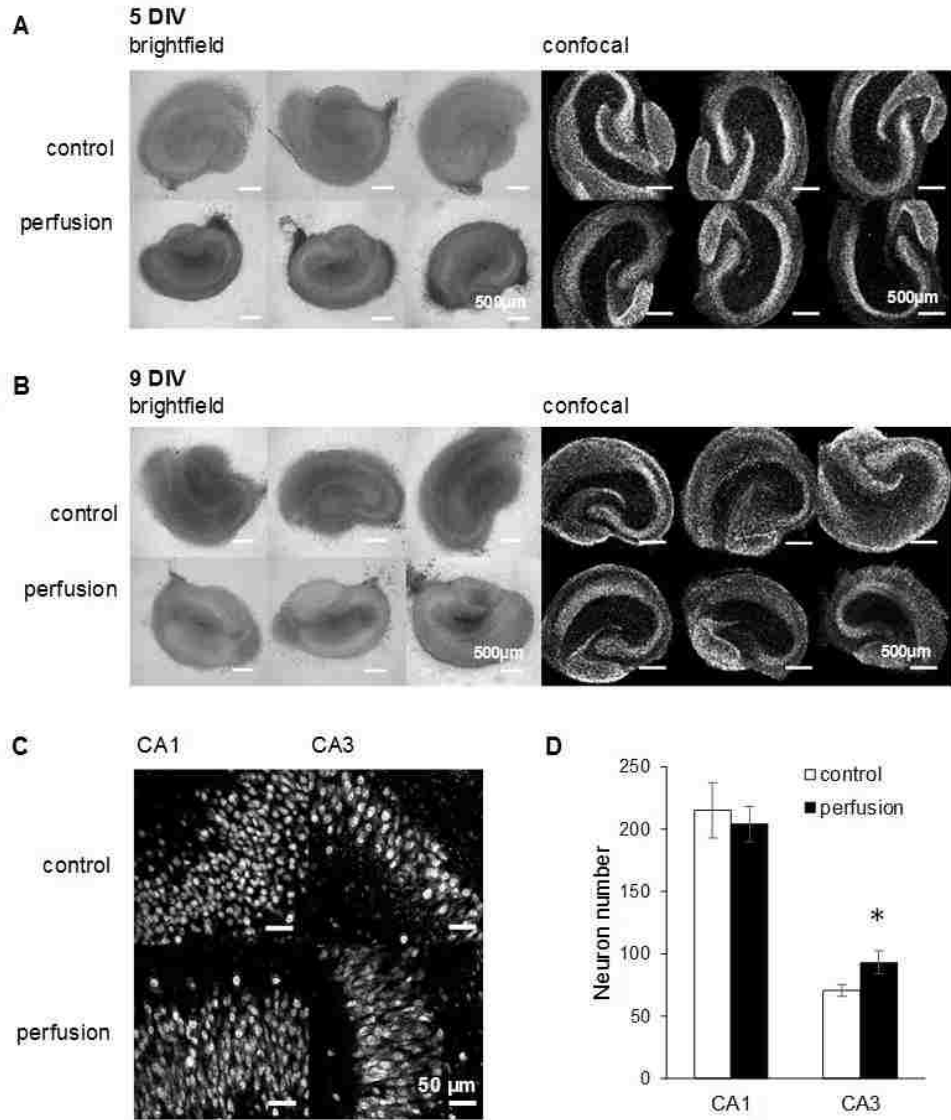 A
5 DIV
brightfield
confocal
control
perfusion
500µm
500µm
B
9 DIV
brightfield
confocal
control
perfusion
500µm
500µm
C
CA1
CA3
control
perfusion
50 µm
D
250
200
150
100
50
0
Neuron number
control
perfusion
*
CA1
CA3